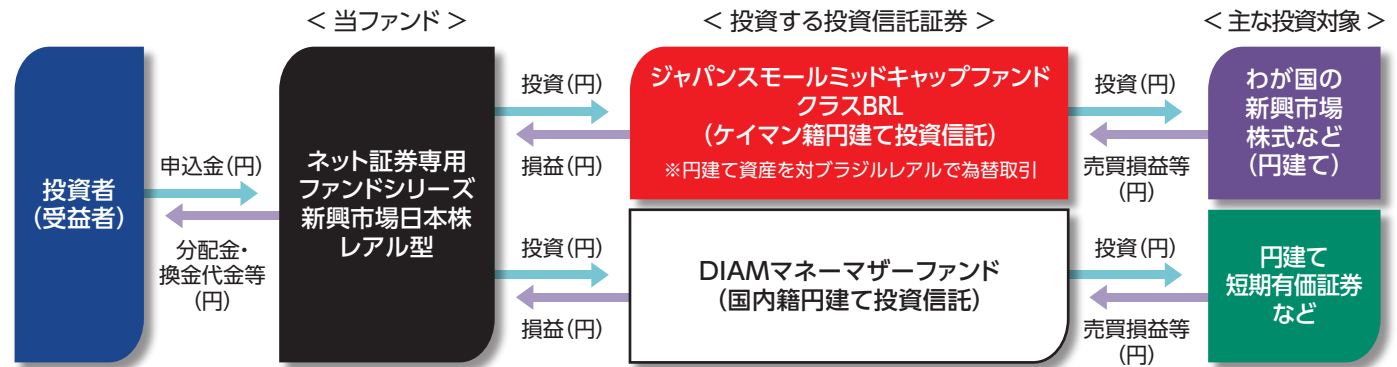 ＜ 当ファンド ＞
＜ 投資する投資信託証券 ＞
＜ 主な投資対象 ＞
投資者
（受益者）
申込金（円）
分配金・
換金代金等
（円）
ネット証券専用
ファンドシリーズ
新興市場日本株
レアル型
投資（円）
損益（円）
ジャパンスモールミッドキャップファンド
クラスBRL
（ケイマン籍円建て投資信託）
※円建て資産を対ブラジルレアルで為替取引
投資（円）
売買損益等
（円）
わが国の
新興市場
株式など
（円建て）
投資（円）
損益（円）
DIAMマネーマザーファンド
（国内籍円建て投資信託）
投資（円）
売買損益等
（円）
円建て
短期有価証券
など